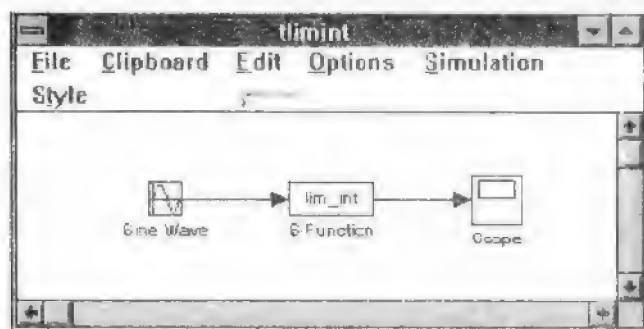 tlimint
File Clipboard Edit Options Simulation
Style
lim_int
Sine Wave
S-Function
Scope